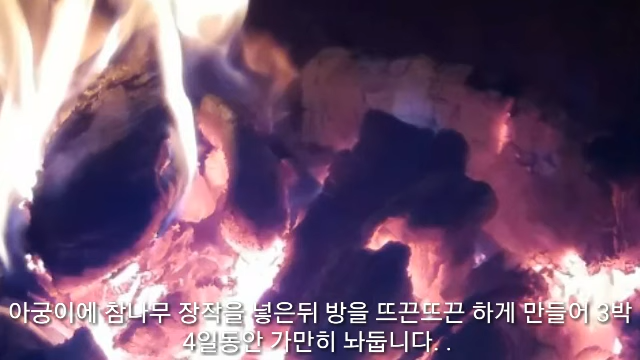 아궁이에 참나무 장작을 넣은뒤 방을 뜨끈뜨끈 하게 만들어 3박
4일동안 가만히 놔둡니다. .